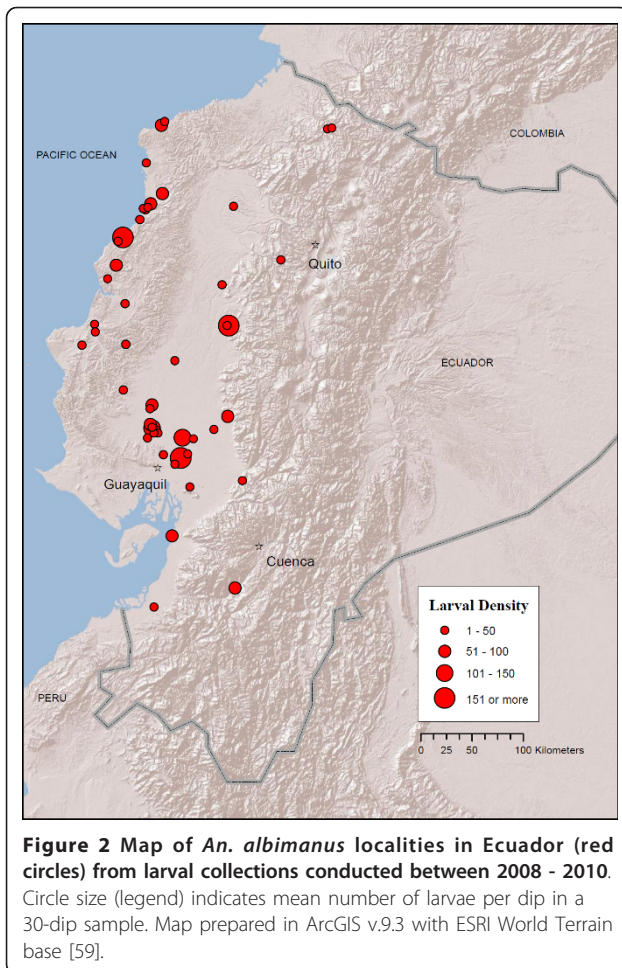 COLOMBIA
PACIFIC OCEAN
Quito
ECUADOR
Guayaquil
Cuenca
Larval Density
1 - 50
51 - 100
101 - 150
151 or more
PERU
0 25 50 100 Kilometers
Figure 2 Map of An. albimanus localities in Ecuador (red
circles) from larval collections conducted between 2008 - 2010.
Circle size (legend) indicates mean number of larvae per dip in a
30-dip sample. Map prepared in ArcGIS v.9.3 with ESRI World Terrain
base [59].